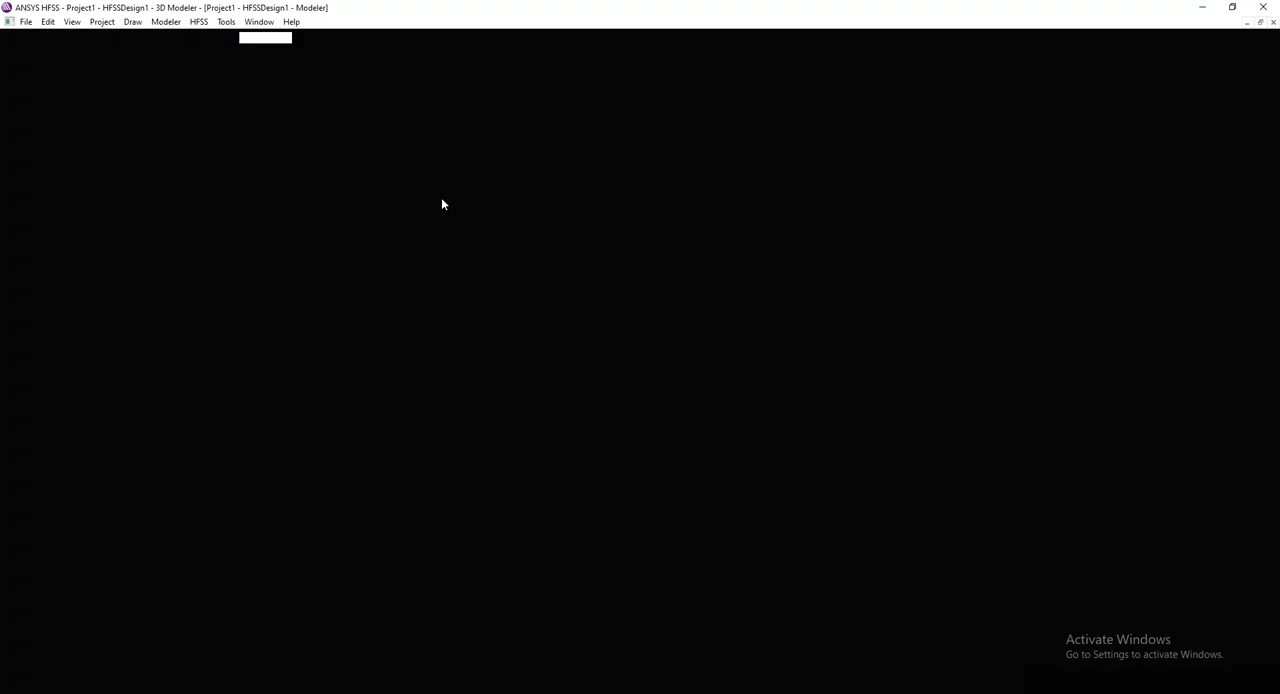 ANSYS HFSS - Project1 - HFSSDesign1 - 3D Modeler - [Project1 - HFSSDesign1 - Modeler]
File Edit View Project Draw Modeler HFSS Tools Window Help
Activate Windows
Go to Settings to activate Windows.